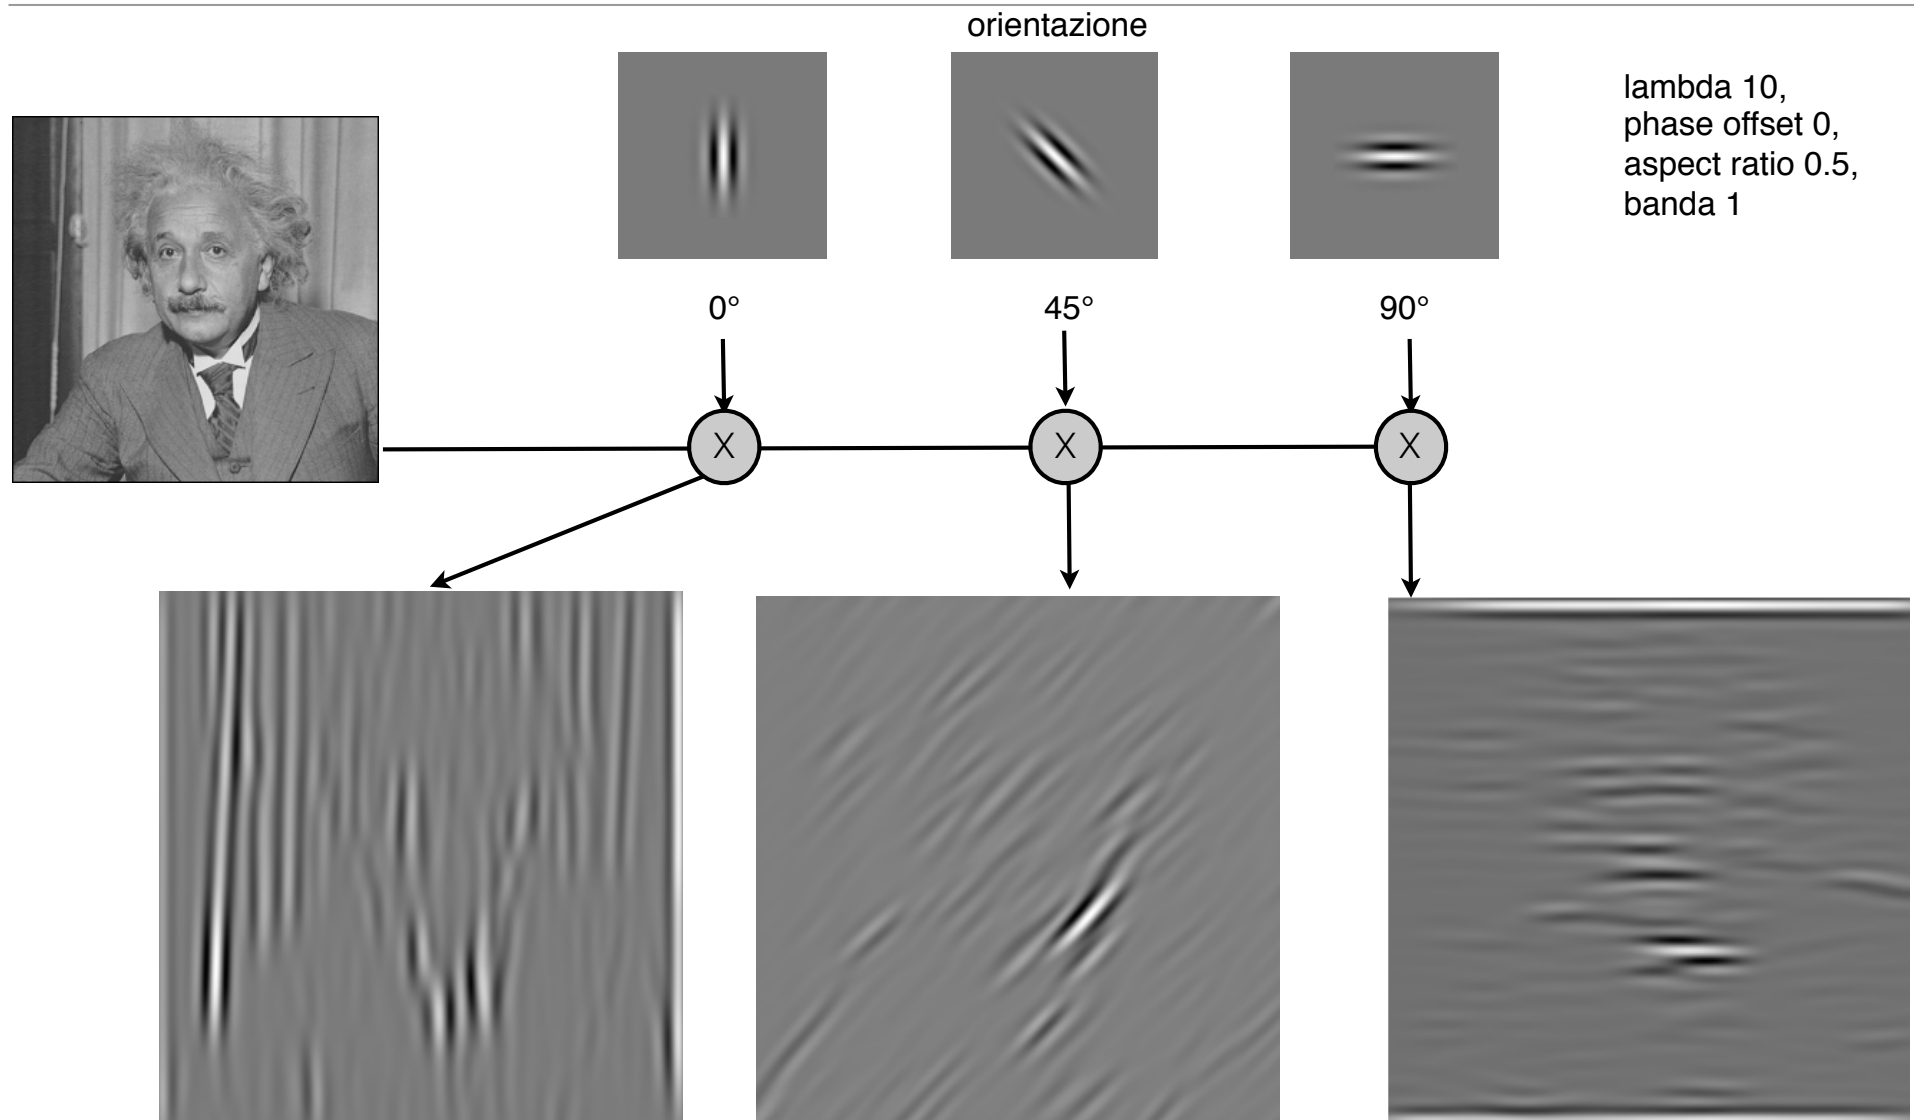 orientazione
lambda 10,
phase offset 0,
aspect ratio 0.5,
banda 1
0°
45°
90°
X
X
X